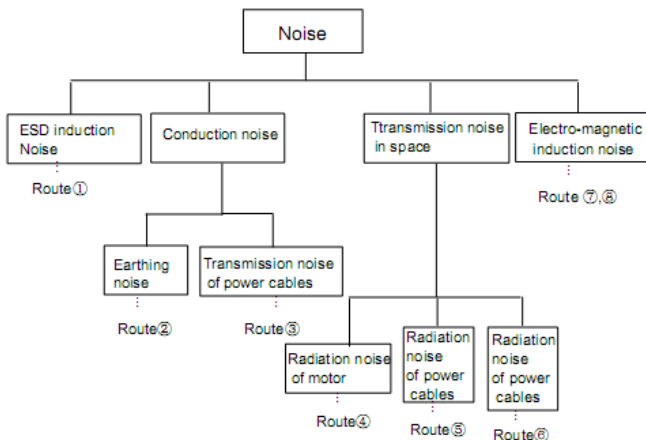 Noise
ESD induction
Noise
Conduction noise
Ttransmission noise
in space
Electro-magnetic
induction noise
Route①
Route ⑦,⑧
Earthing
noise
Transmission noise
of power cables
Route②
Route③
Radiation noise
of motor
Radiation
noise
of power
cables
Radiation
noise
of power
cables
Route④
Route⑤
Route⑥